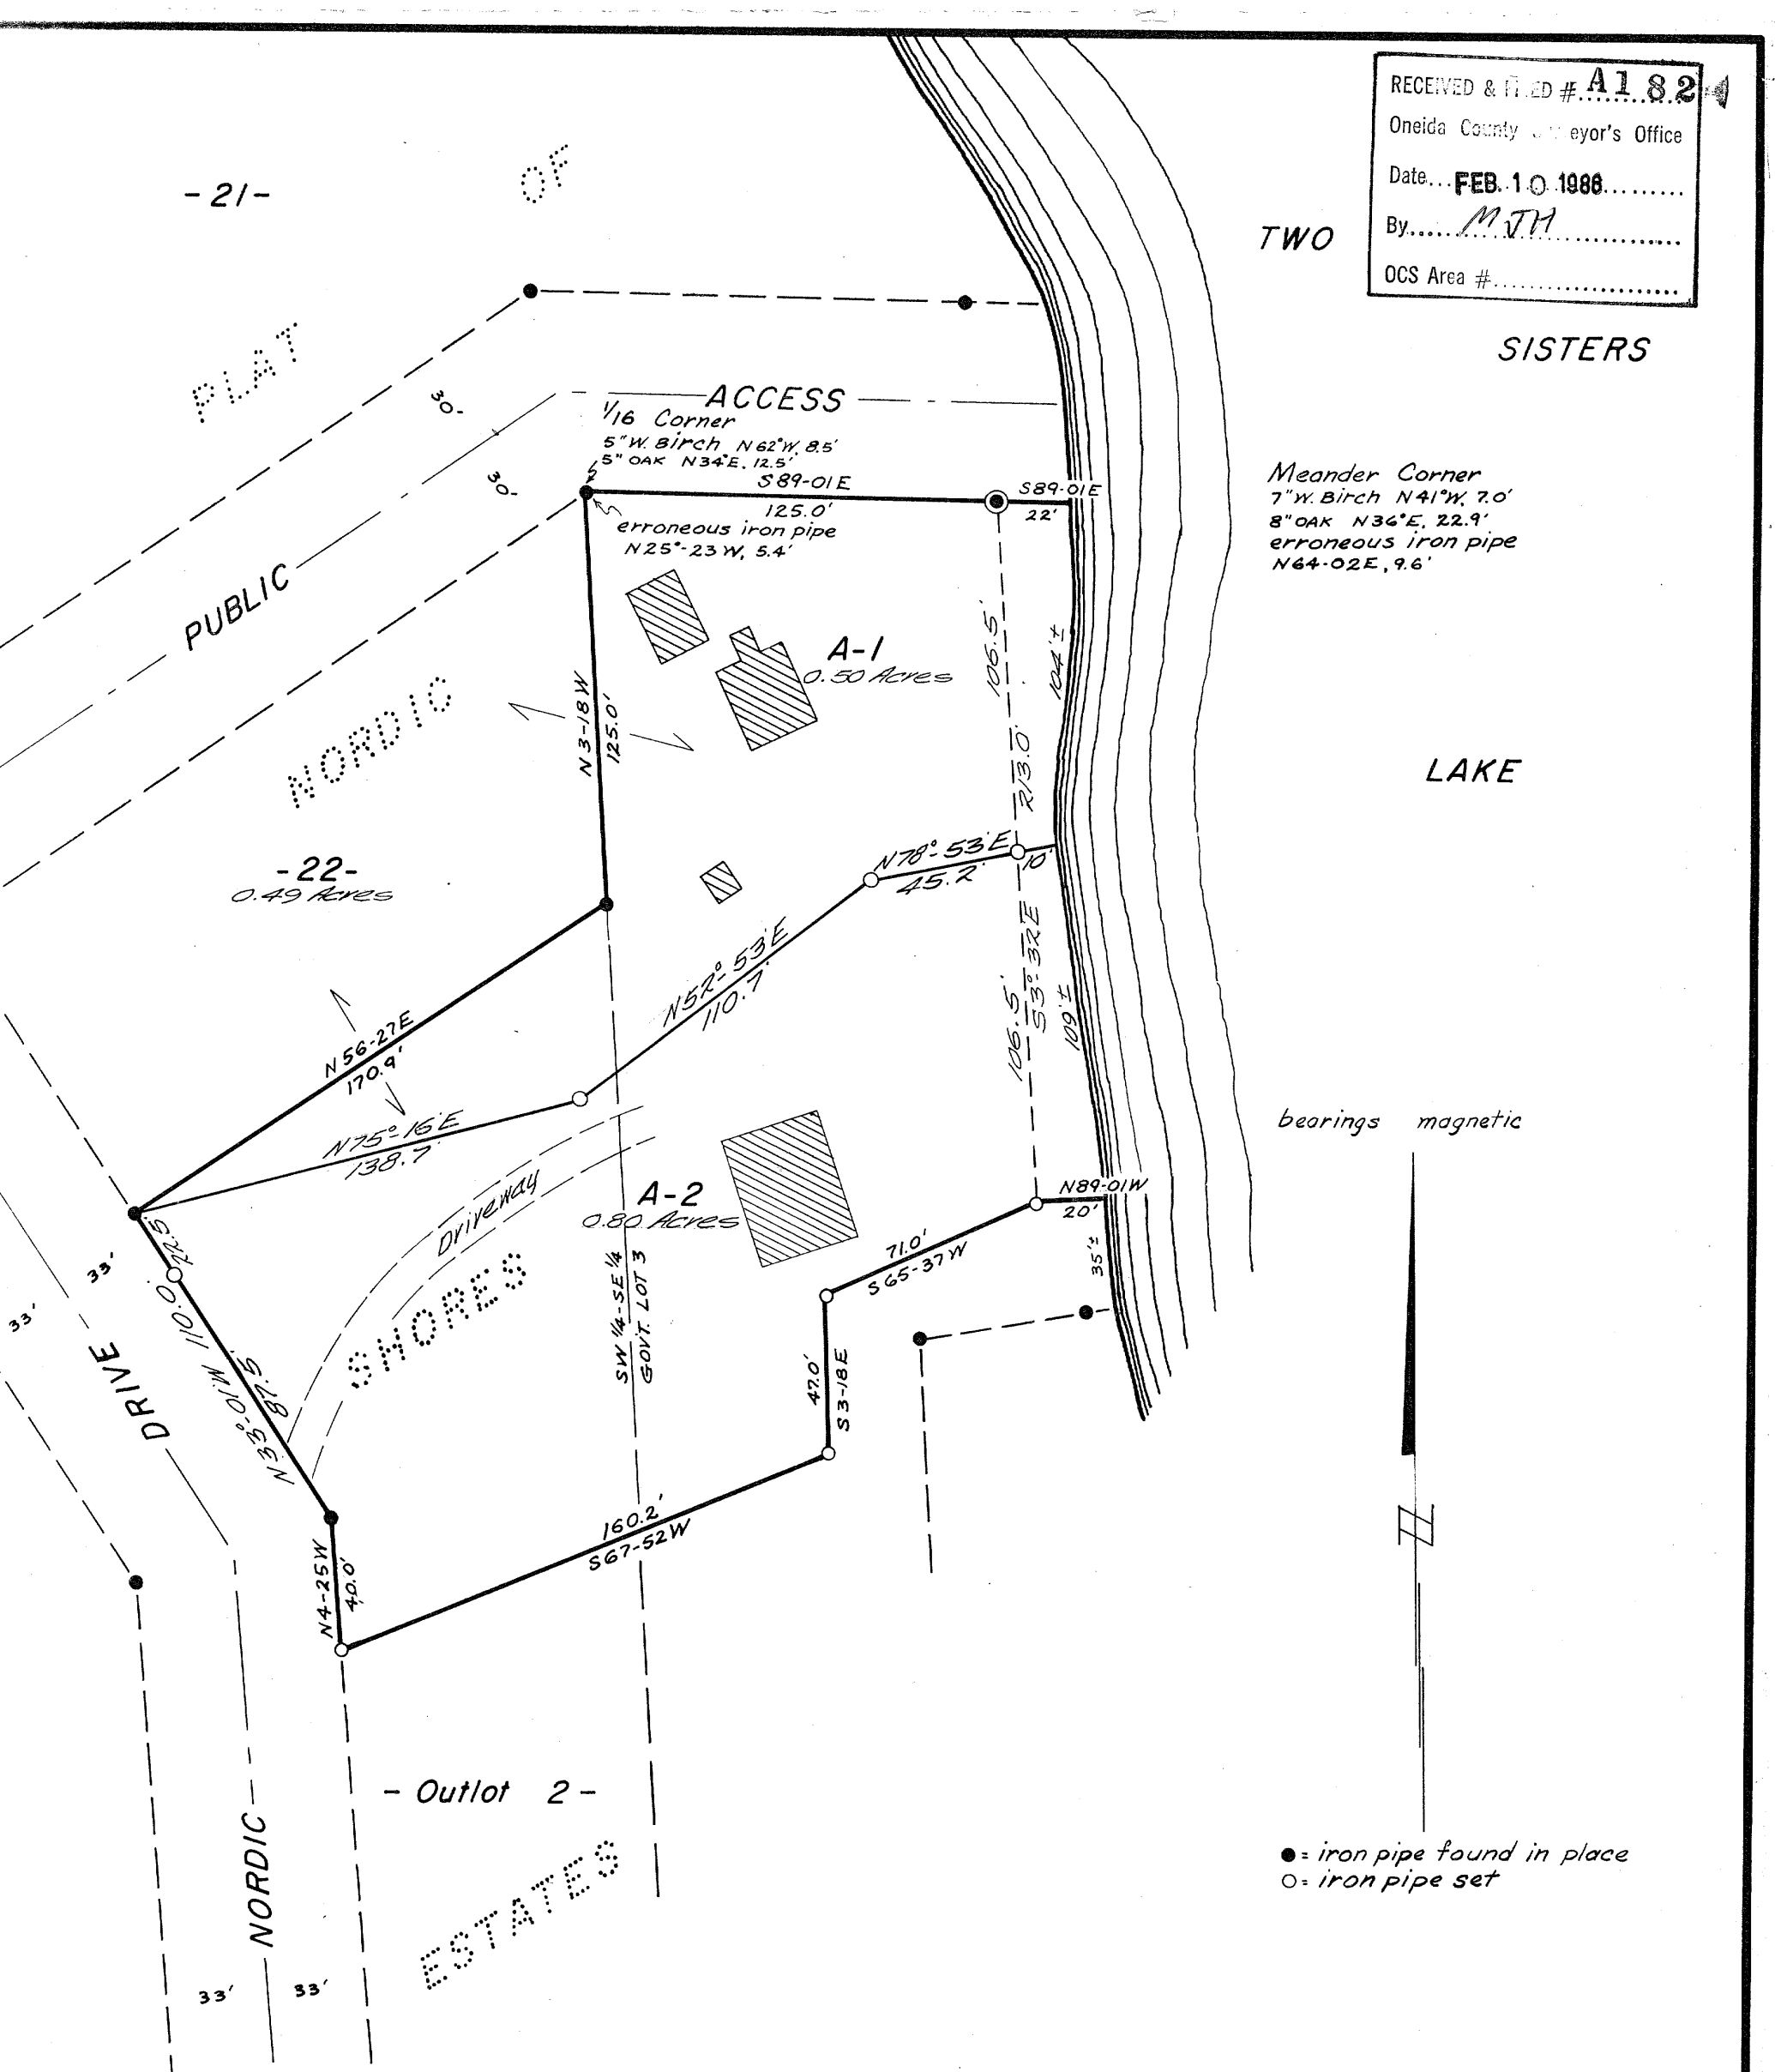 RECEIVED & FILED # A182
Oneida County eyor's Office
Date... FEB. 10 1986
By..... MJH
OCS Area #
TWO
SISTERS
LAKE
- 21 -
PLAT
OF
30-
30-
PUBLIC
ACCESS
1/16 Corner
5" W. Birch N62°W, 8.5'
5" OAK N34°E, 12.5'
S89-01E
125.0'
S89-01E
22'
erroneous iron pipe
N25°-23W, 5.4'
Meander Corner
7" W. Birch N41°W, 7.0'
8" OAK N36°E, 22.9'
erroneous iron pipe
N64-02E, 9.6'
A-1
0.50 Acres
N3-18W
125.0'
106.5'
104'±
213.0'
NORDIC
- 22 -
0.49 Acres
N78°-53'E
45.2'
10'
N52°-53'E
110.7'
106.5'
S3°-32E
109'±
N56-27E
170.9'
N75°-16'E
138.7'
Driveway
A-2
0.80 Acres
N89-01W
20'
35'±
71.0'
S65-37W
47.0'
S3-18E
SW 1/4-SE 1/4
GOV'T. LOT 3
SHORES
22.5'
N33°-01'W 110.0'
87.5'
33'
33'
DRIVE
160.2'
S67-52W
N4-25W
40.0'
- Outlot 2 -
NORDIC
ESTATES
33'
33'
bearings magnetic
N
● = iron pipe found in place
○ = iron pipe set